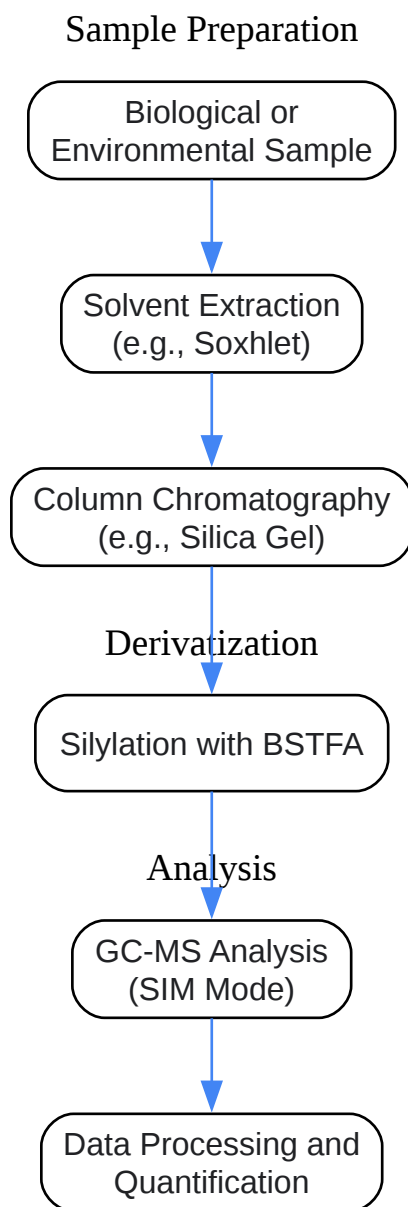 Sample Preparation
Biological or
Environmental Sample
Solvent Extraction
(e.g., Soxhlet)
Column Chromatography
(e.g., Silica Gel)
Derivatization
Silylation with BSTFA
Analysis
GC-MS Analysis
(SIM Mode)
Data Processing and
Quantification